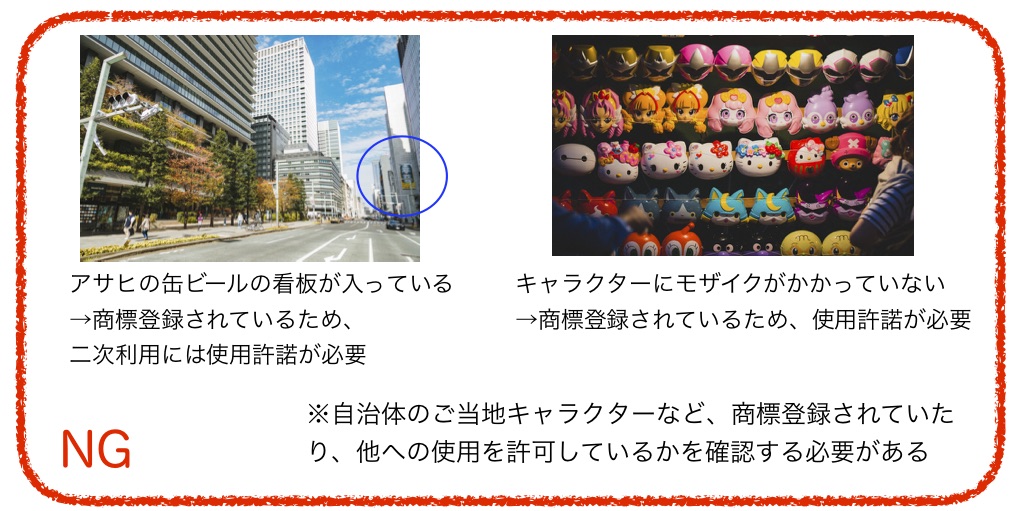 アサヒの缶ビールの看板が入っている
→商標登録されているため、
二次利用には使用許諾が必要
キャラクターにモザイクがかかっていない
→商標登録されているため、使用許諾が必要
※自治体のご当地キャラクターなど、商標登録されていた
り、他への使用を許可しているかを確認する必要がある
NG